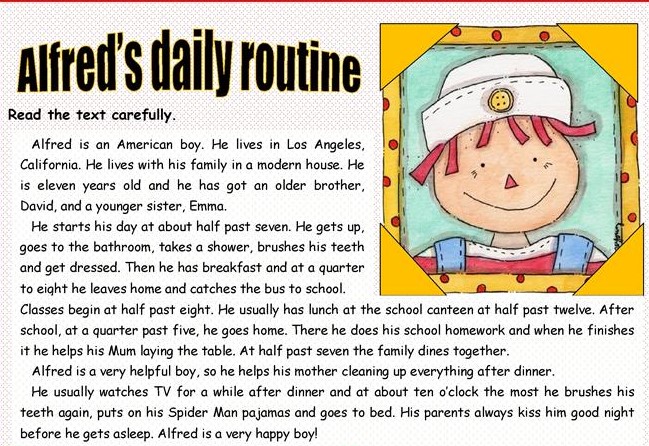 Alfred's daily routine
Read the text carefully.
Alfred is an American boy. He lives in Los Angeles,
California. He lives with his family in a modern house. He
is eleven years old and he has got an older brother,
David, and a younger sister, Emma.
He starts his day at about half past seven. He gets up,
goes to the bathroom, takes a shower, brushes his teeth
and get dressed. Then he has breakfast and at a quarter
to eight he leaves home and catches the bus to school.
Classes begin at half past eight. He usually has lunch at the school canteen at half past twelve. After
school, at a quarter past five, he goes home. There he does his school homework and when he finishes
it he helps his Mum laying the table. At half past seven the family dines together.
Alfred is a very helpful boy, so he helps his mother cleaning up everything after dinner.
He usually watches TV for a while after dinner and at about ten o'clock the most he brushes his
teeth again, puts on his Spider Man pajamas and goes to bed. His parents always kiss him good night
before he gets asleep. Alfred is a very happy boy!